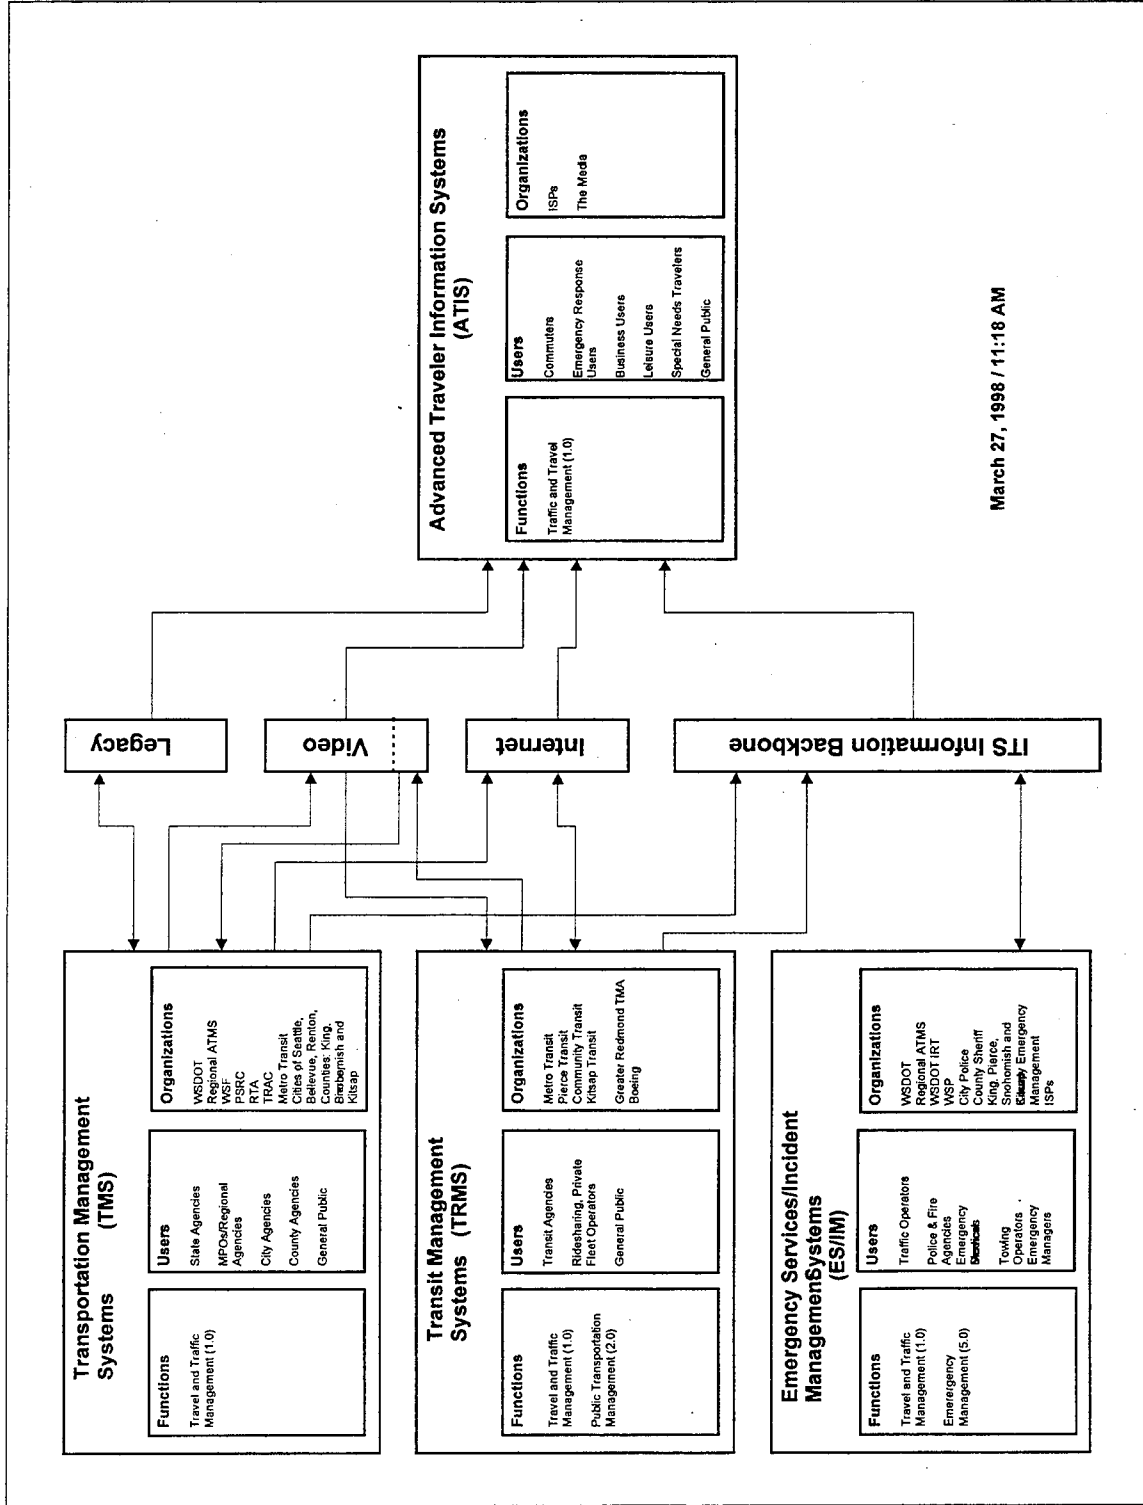 Transportation Management
Systems (TMS)
Functions
Travel and Traffic
Management (1.0)
Users
State Agencies
MPOs/Regional
Agencies
City Agencies
County Agencies
General Public
Organizations
WSDOT
Regional ATMS
WSF
PSRC
RTA
TRAC
Metro Transit
Cities of Seattle,
Bellevue, Renton,
Counties: King,
and
Kitsap
Transit Management
Systems (TRMS)
Functions
Travel and Traffic
Management (1.0)
Public Transportation
Management (2.0)
Users
Transit Agencies
Ridesharing, Private
Fleet Operators
General Public
Organizations
Metro Transit
Pierce Transit
Community Transit
Kitsap Transit
Greater Redmond TMA
Boeing
Emergency Services/Incident
Management Systems
(ES/IM)
Functions
Travel and Traffic
Management (1.0)
Emerergency
Management (5.0)
Users
Traffic Operators
Police & Fire
Agencies
Emergency
Towing
Operators
Emergency
Managers
Organizations
WSDOT
Regional ATMS
WSDOT IRT
WSP
City Police
County Sheriff
King, Pierce,
Snohomish and
Emergency
Management
ISPs
Legacy
Video
Internet
ITS Information Backbone
Advanced Traveler Information Systems
(ATIS)
Functions
Traffic and Travel
Management (1.0)
Users
Commuters
Emergency Response
Users
Business Users
Leisure Users
Special Needs Travelers
General Public
Organizations
ISPs
The Media
March 27, 1998 / 11:18 AM